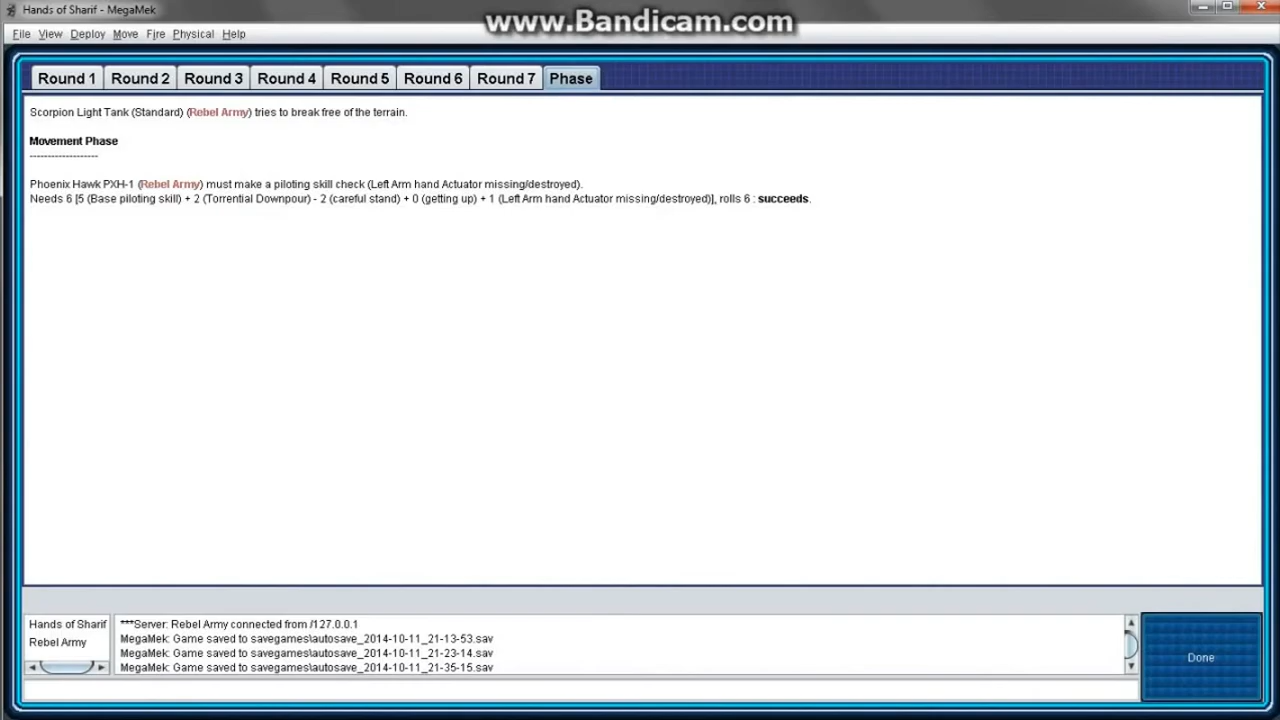 Hands of Sharif - MegaMek
www.Bandicam.com
File View Deploy Move Fire Physical Help
Round 1 Round 2 Round 3 Round 4 Round 5 Round 6 Round 7 Phase
Scorpion Light Tank (Standard) (Rebel Army) tries to break free of the terrain.
Movement Phase
-------------------
Phoenix Hawk PXH-1 (Rebel Army) must make a piloting skill check (Left Arm hand Actuator missing/destroyed).
Needs 6 [5 (Base piloting skill) + 2 (Torrential Downpour) - 2 (careful stand) + 0 (getting up) + 1 (Left Arm hand Actuator missing/destroyed)], rolls 6 : succeeds.
Hands of Sharif
Rebel Army
***Server: Rebel Army connected from /127.0.0.1
MegaMek: Game saved to savegames\autosave_2014-10-11_21-13-53.sav
MegaMek: Game saved to savegames\autosave_2014-10-11_21-23-14.sav
MegaMek: Game saved to savegames\autosave_2014-10-11_21-35-15.sav
Done